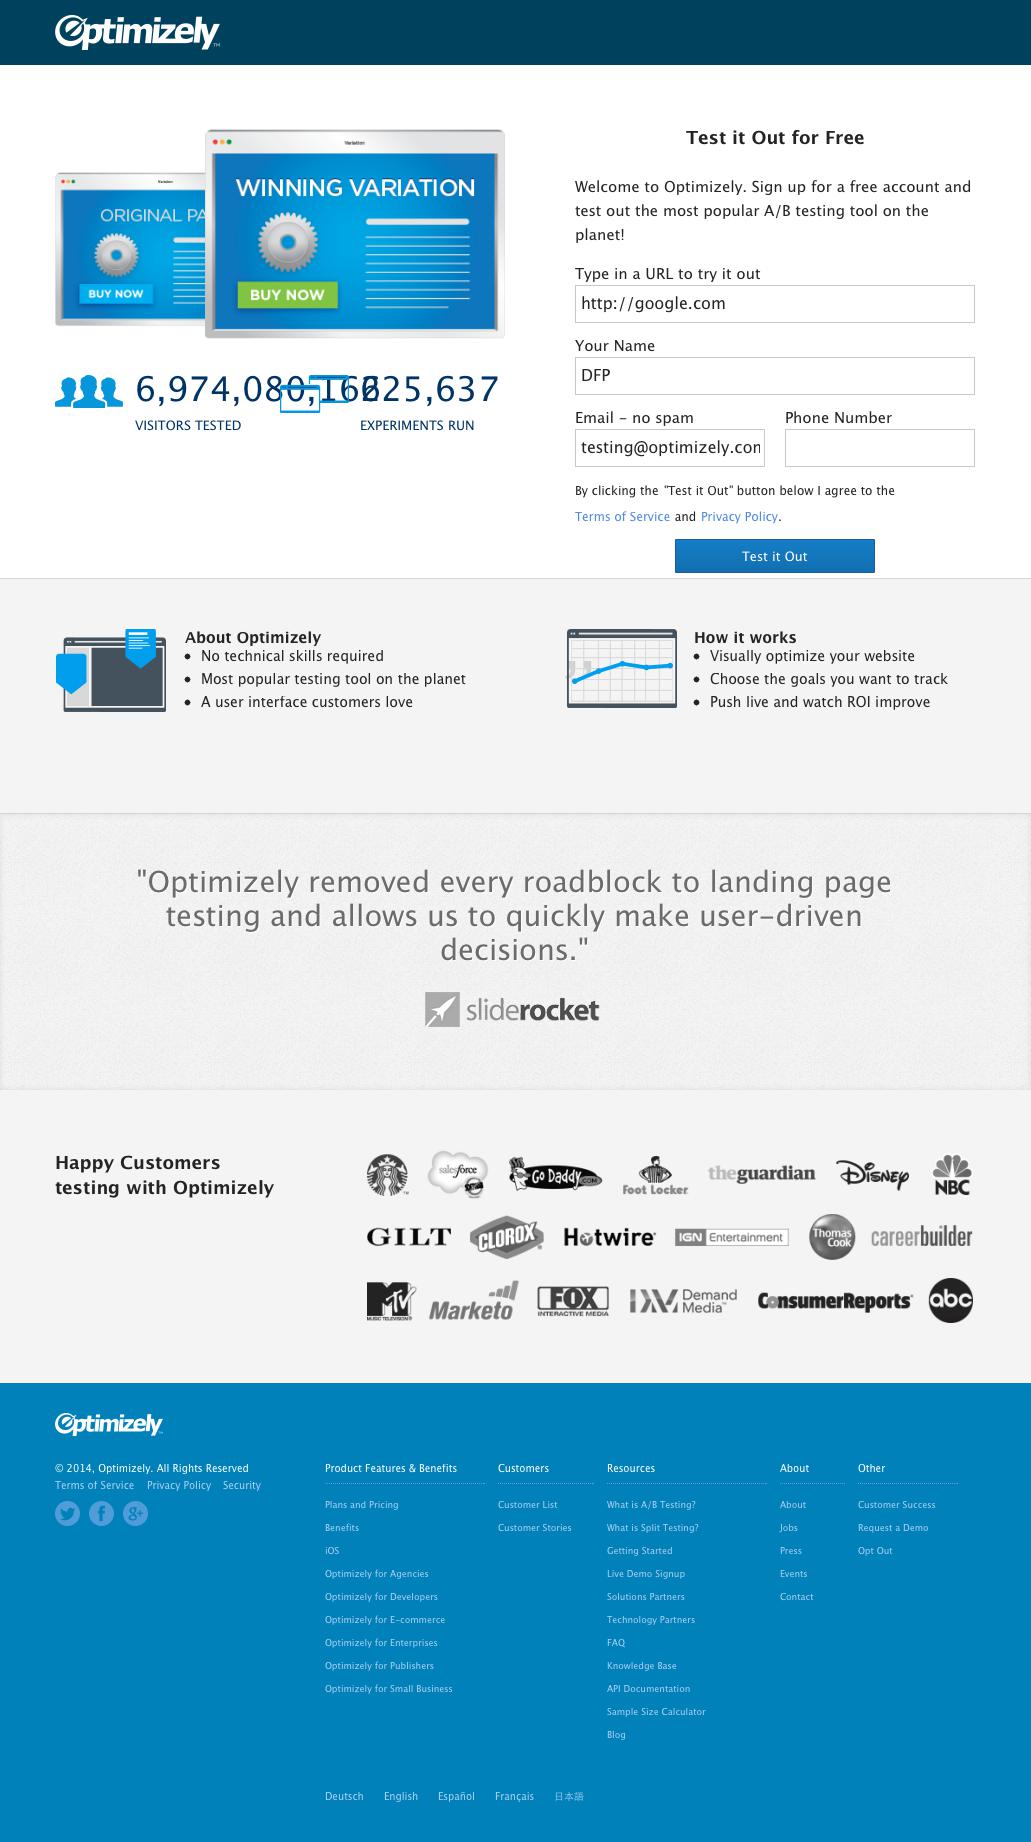 Optimizely™
Variation
Variation
ORIGINAL PA
BUY NOW
WINNING VARIATION
BUY NOW
VISITORS TESTED
225,637
EXPERIMENTS RUN
Test it Out for Free
Welcome to Optimizely. Sign up for a free account and
test out the most popular A/B testing tool on the
planet!
Type in a URL to try it out
http://google.com
Your Name
DFP
Email - no spam
Phone Number
testing@optimizely.con
By clicking the "Test it Out" button below I agree to the
Terms of Service and Privacy Policy.
Test it Out
About Optimizely
No technical skills required
Most popular testing tool on the planet
A user interface customers love
How it works
Visually optimize your website
Choose the goals you want to track
Push live and watch ROI improve
"Optimizely removed every roadblock to landing page
testing and allows us to quickly make user-driven
decisions."
sliderocket
Happy Customers
testing with Optimizely
salesforce
Go Daddy.COM
Foot Locker
theguardian
Disney
NBC
GILT
CLOROX
Hotwire
IGN Entertainment
Thomas Cook
careerbuilder
MTV
MUSIC TELEVISION
Marketo
FOX
INTERACTIVE MEDIA
Demand Media™
ConsumerReports
abc
Optimizely
© 2014, Optimizely. All Rights Reserved
Terms of Service Privacy Policy Security
Product Features & Benefits
Plans and Pricing
Benefits
iOS
Optimizely for Agencies
Optimizely for Developers
Optimizely for E-commerce
Optimizely for Enterprises
Optimizely for Publishers
Optimizely for Small Business
Customers
Customer List
Customer Stories
Resources
What is A/B Testing?
What is Split Testing?
Getting Started
Live Demo Signup
Solutions Partners
Technology Partners
FAQ
Knowledge Base
API Documentation
Sample Size Calculator
Blog
About
About
Jobs
Press
Events
Contact
Other
Customer Success
Request a Demo
Opt Out
Deutsch English Español Français 日本語